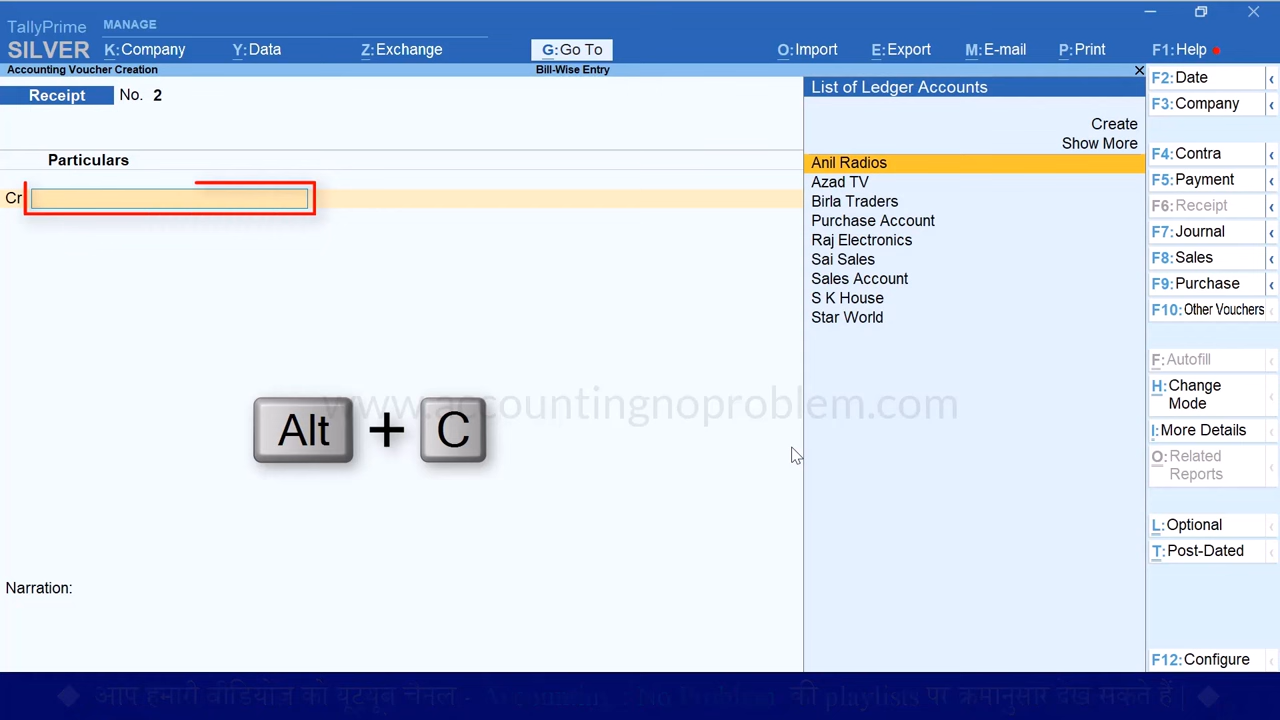 TallyPrime
MANAGE
SILVER
K:Company
Y:Data
Z:Exchange
G:Go To
O:Import
E:Export
M:E-mail
P:Print
F1:Help
Accounting Voucher Creation
Bill-Wise Entry
Receipt No. 2
Particulars
Cr
List of Ledger Accounts
Create
Show More
Anil Radios
Azad TV
Birla Traders
Purchase Account
Raj Electronics
Sai Sales
Sales Account
S K House
Star World
F2:Date
F3:Company
F4:Contra
F5:Payment
F6:Receipt
F7:Journal
F8:Sales
F9:Purchase
F10:Other Vouchers
F:Autofill
H:Change
Mode
I:More Details
O:Related
Reports
L:Optional
T:Post-Dated
F12:Configure
www.accountingnoproblem.com
Alt + C
Narration:
आप हमारी वीडियोज को यूट्यूब चैनल - Accounting No Problem की playlists पर क्रमानुसार देख सकते हैं |